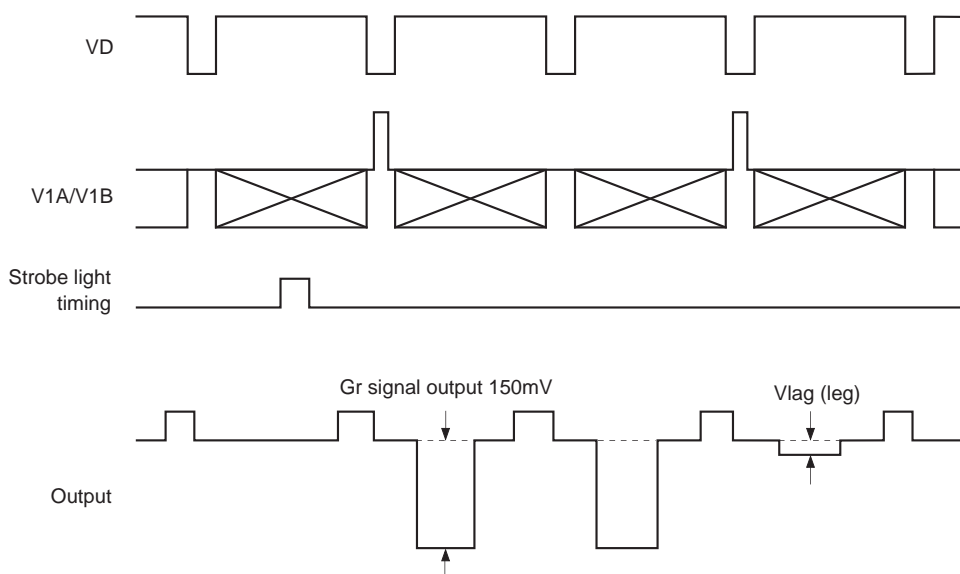 VD
V1A/V1B
Strobe light
timing
Gr signal output 150mV
Vlag (leg)
Output